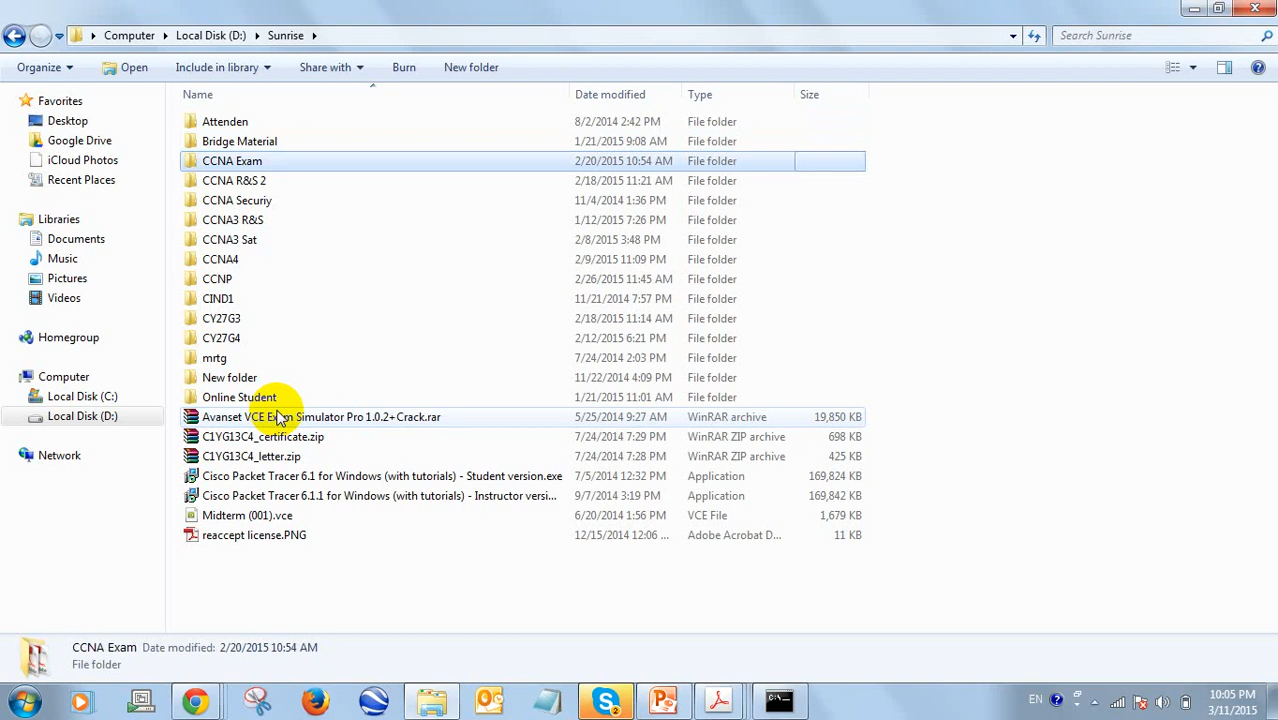 Computer Local Disk (D:) Sunrise Search Sunrise
Organize Open Include in library Share with Burn New folder
Name Date modified Type Size
Favorites
Desktop
Google Drive
iCloud Photos
Recent Places
Libraries
Documents
Music
Pictures
Videos
Homegroup
Computer
Local Disk (C:)
Local Disk (D:)
Network
Attenden 8/2/2014 2:42 PM File folder
Bridge Material 1/21/2015 9:08 AM File folder
CCNA Exam 2/20/2015 10:54 AM File folder
CCNA R&S 2 2/18/2015 11:21 AM File folder
CCNA Securiy 11/4/2014 1:36 PM File folder
CCNA3 R&S 1/12/2015 7:26 PM File folder
CCNA3 Sat 2/8/2015 3:48 PM File folder
CCNA4 2/9/2015 11:09 PM File folder
CCNP 2/26/2015 11:45 AM File folder
CIND1 11/21/2014 7:57 PM File folder
CY27G3 2/18/2015 11:14 AM File folder
CY27G4 2/12/2015 6:21 PM File folder
mrtg 7/24/2014 2:03 PM File folder
New folder 11/22/2014 4:09 PM File folder
Online Student 1/21/2015 11:01 AM File folder
Avanset VCE Exam Simulator Pro 1.0.2+Crack.rar 5/25/2014 9:27 AM WinRAR archive 19,850 KB
C1YG13C4_certificate.zip 7/24/2014 7:29 PM WinRAR ZIP archive 698 KB
C1YG13C4_letter.zip 7/24/2014 7:28 PM WinRAR ZIP archive 425 KB
Cisco Packet Tracer 6.1 for Windows (with tutorials) - Student version.exe 7/5/2014 12:32 PM Application 169,824 KB
Cisco Packet Tracer 6.1.1 for Windows (with tutorials) - Instructor versi... 9/7/2014 3:19 PM Application 169,842 KB
Midterm (001).vce 6/20/2014 1:56 PM VCE File 1,679 KB
reaccept license.PNG 12/15/2014 12:06 ... Adobe Acrobat D... 11 KB
CCNA Exam Date modified: 2/20/2015 10:54 AM
File folder
EN 10:05 PM
3/11/2015